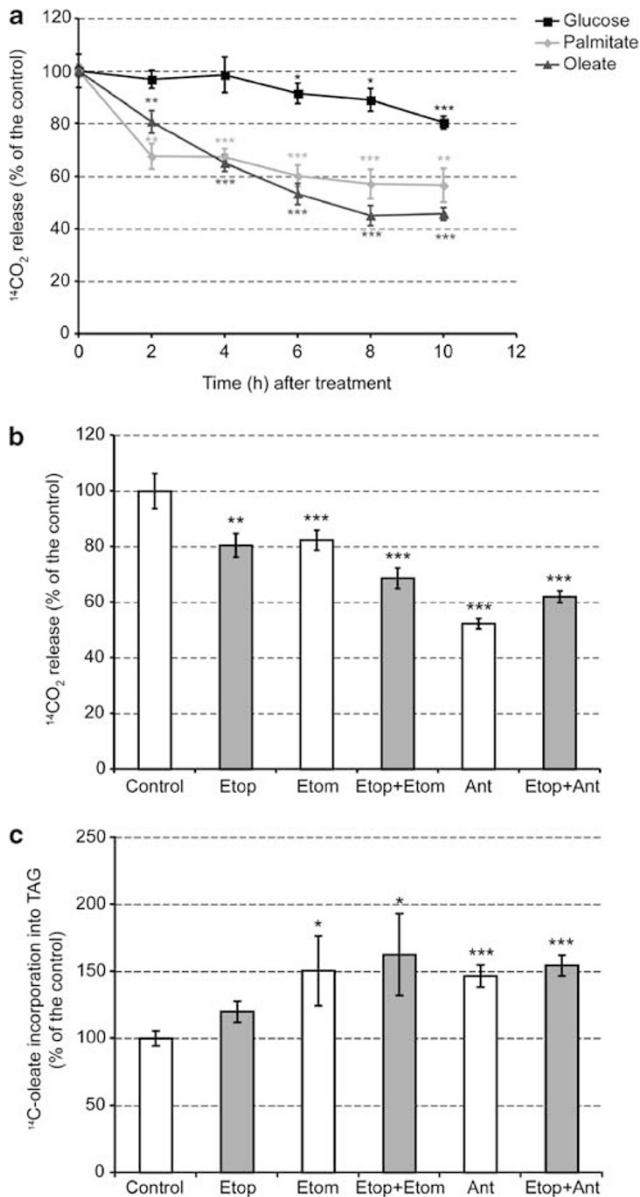 a
Glucose
Palmitate
Oleate
120
100
80
60
40
20
0
¹⁴CO₂ release (% of the control)
* * ***
** ** *** *** *** *** *** *** ** ***
0 2 4 6 8 10 12
Time (h) after treatment
b
120
100
80
60
40
20
0
¹⁴CO₂ release (% of the control)
** *** *** *** ***
Control Etop Etom Etop+Etom Ant Etop+Ant
c
250
200
150
100
50
0
¹⁴C-oleate incorporation into TAG
(% of the control)
* * *** ***
Control Etop Etom Etop+Etom Ant Etop+Ant